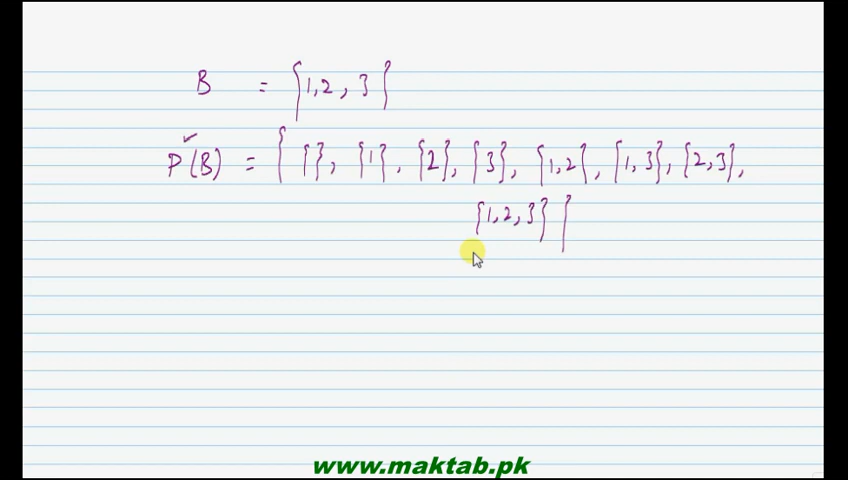 B = {1,2, 3}
P(B) = { {}, {1}, {2}, {3}, {1,2}, {1,3}, {2,3},
{1,2,3} }
www.maktab.pk